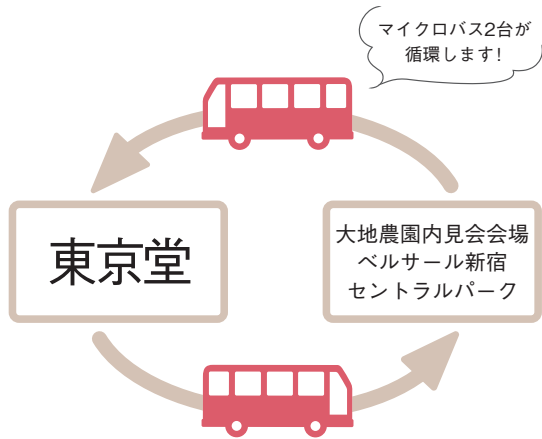 マイクロバス2台が
循環します!
東京堂
大地農園内見会会場
ベルサール新宿
セントラルパーク